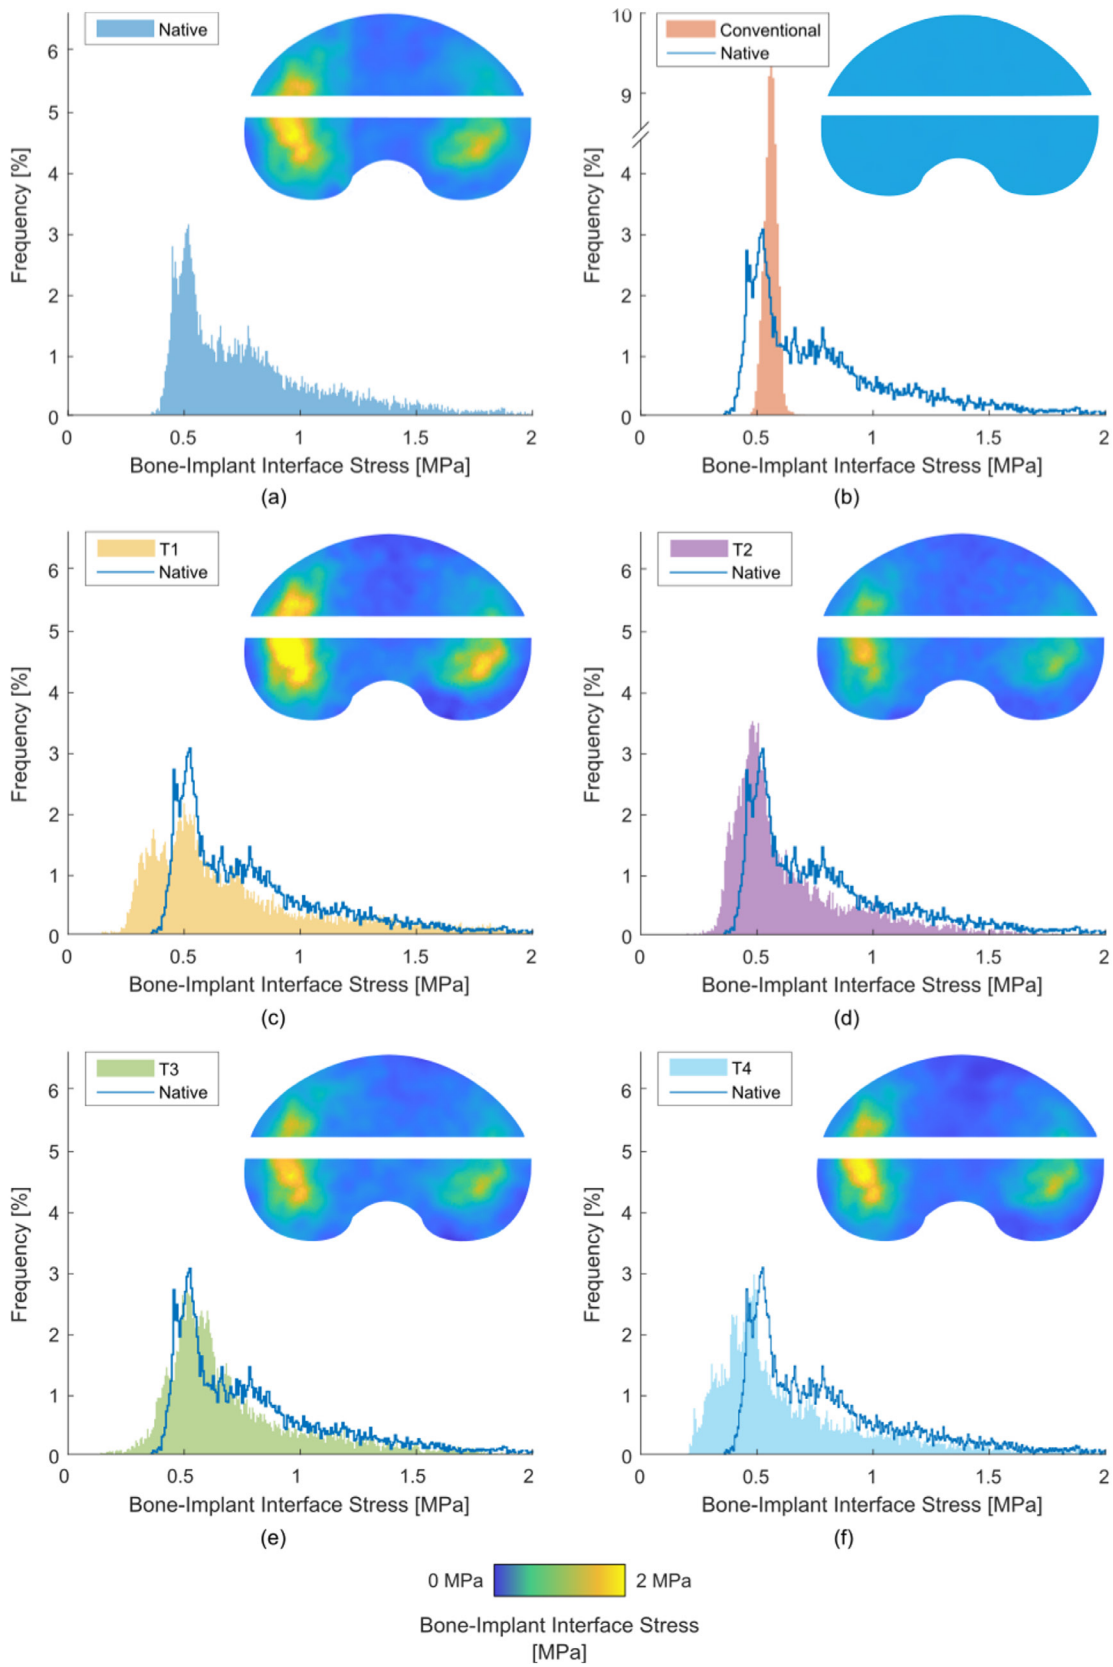 Native
6
5
4
3
2
1
0
Frequency [%]
0 0.5 1 1.5 2
Bone-Implant Interface Stress [MPa]
(a)
Conventional
Native
10
9
4
3
2
1
0
Frequency [%]
0 0.5 1 1.5 2
Bone-Implant Interface Stress [MPa]
(b)
T1
Native
6
5
4
3
2
1
0
Frequency [%]
0 0.5 1 1.5 2
Bone-Implant Interface Stress [MPa]
(c)
T2
Native
6
5
4
3
2
1
0
Frequency [%]
0 0.5 1 1.5 2
Bone-Implant Interface Stress [MPa]
(d)
T3
Native
6
5
4
3
2
1
0
Frequency [%]
0 0.5 1 1.5 2
Bone-Implant Interface Stress [MPa]
(e)
T4
Native
6
5
4
3
2
1
0
Frequency [%]
0 0.5 1 1.5 2
Bone-Implant Interface Stress [MPa]
(f)
0 MPa 2 MPa
Bone-Implant Interface Stress
[MPa]